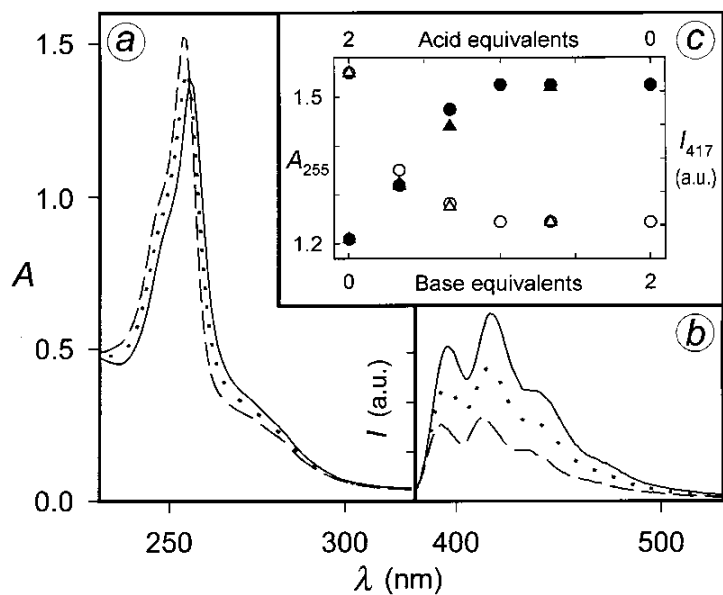 a
1.5
1.0
0.5
0.0
A
250
300
2
Acid equivalents
0
c
1.5
A255
1.2
I417
(a.u.)
0
Base equivalents
2
b
I (a.u.)
400
500
λ (nm)